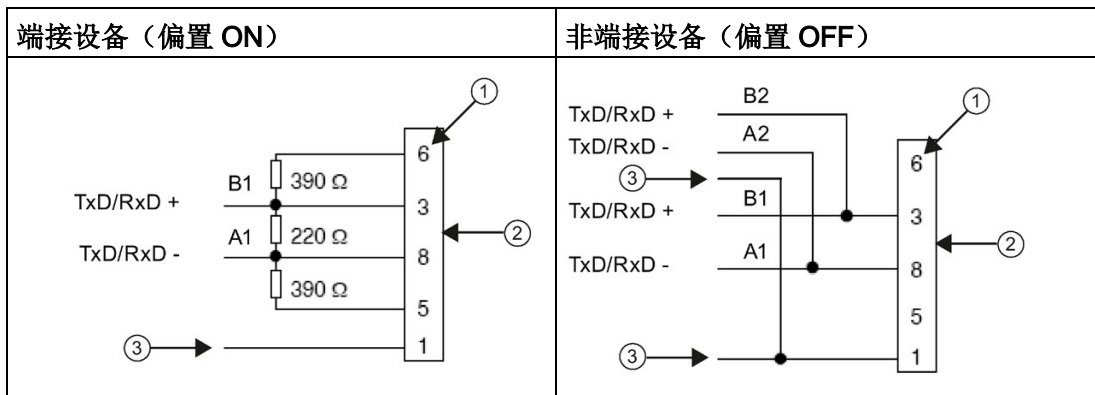 端接设备（偏置 ON）
非端接设备（偏置 OFF）
①
6
B1
390 Ω
TxD/RxD +
3
220 Ω
②
A1
TxD/RxD -
8
390 Ω
5
③
1
B2
TxD/RxD +
①
A2
TxD/RxD -
6
③
B1
TxD/RxD +
3
②
A1
TxD/RxD -
8
5
③
1